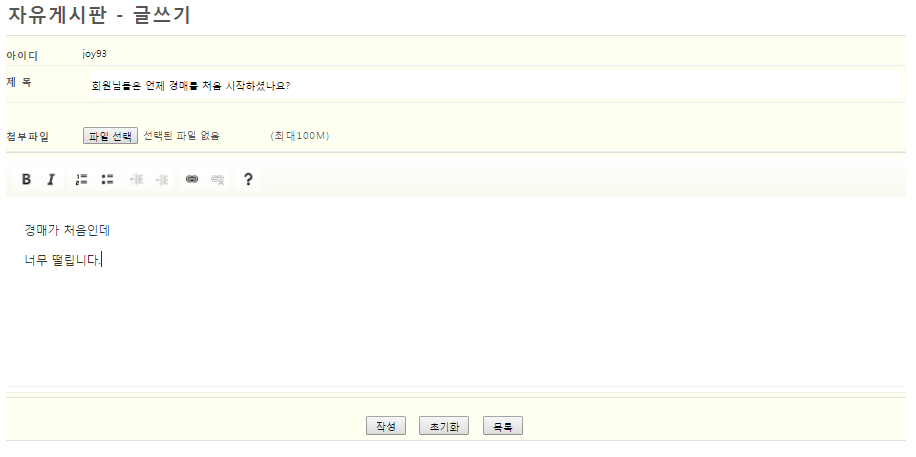 자유게시판 - 글쓰기
아이디 joy93
제 목 회원님들은 언제 경매를 처음 시작하셨나요?
첨부파일 파일 선택 선택된 파일 없음 (최대100M)
B I ?
경매가 처음인데
너무 떨립니다.
작성 초기화 목록